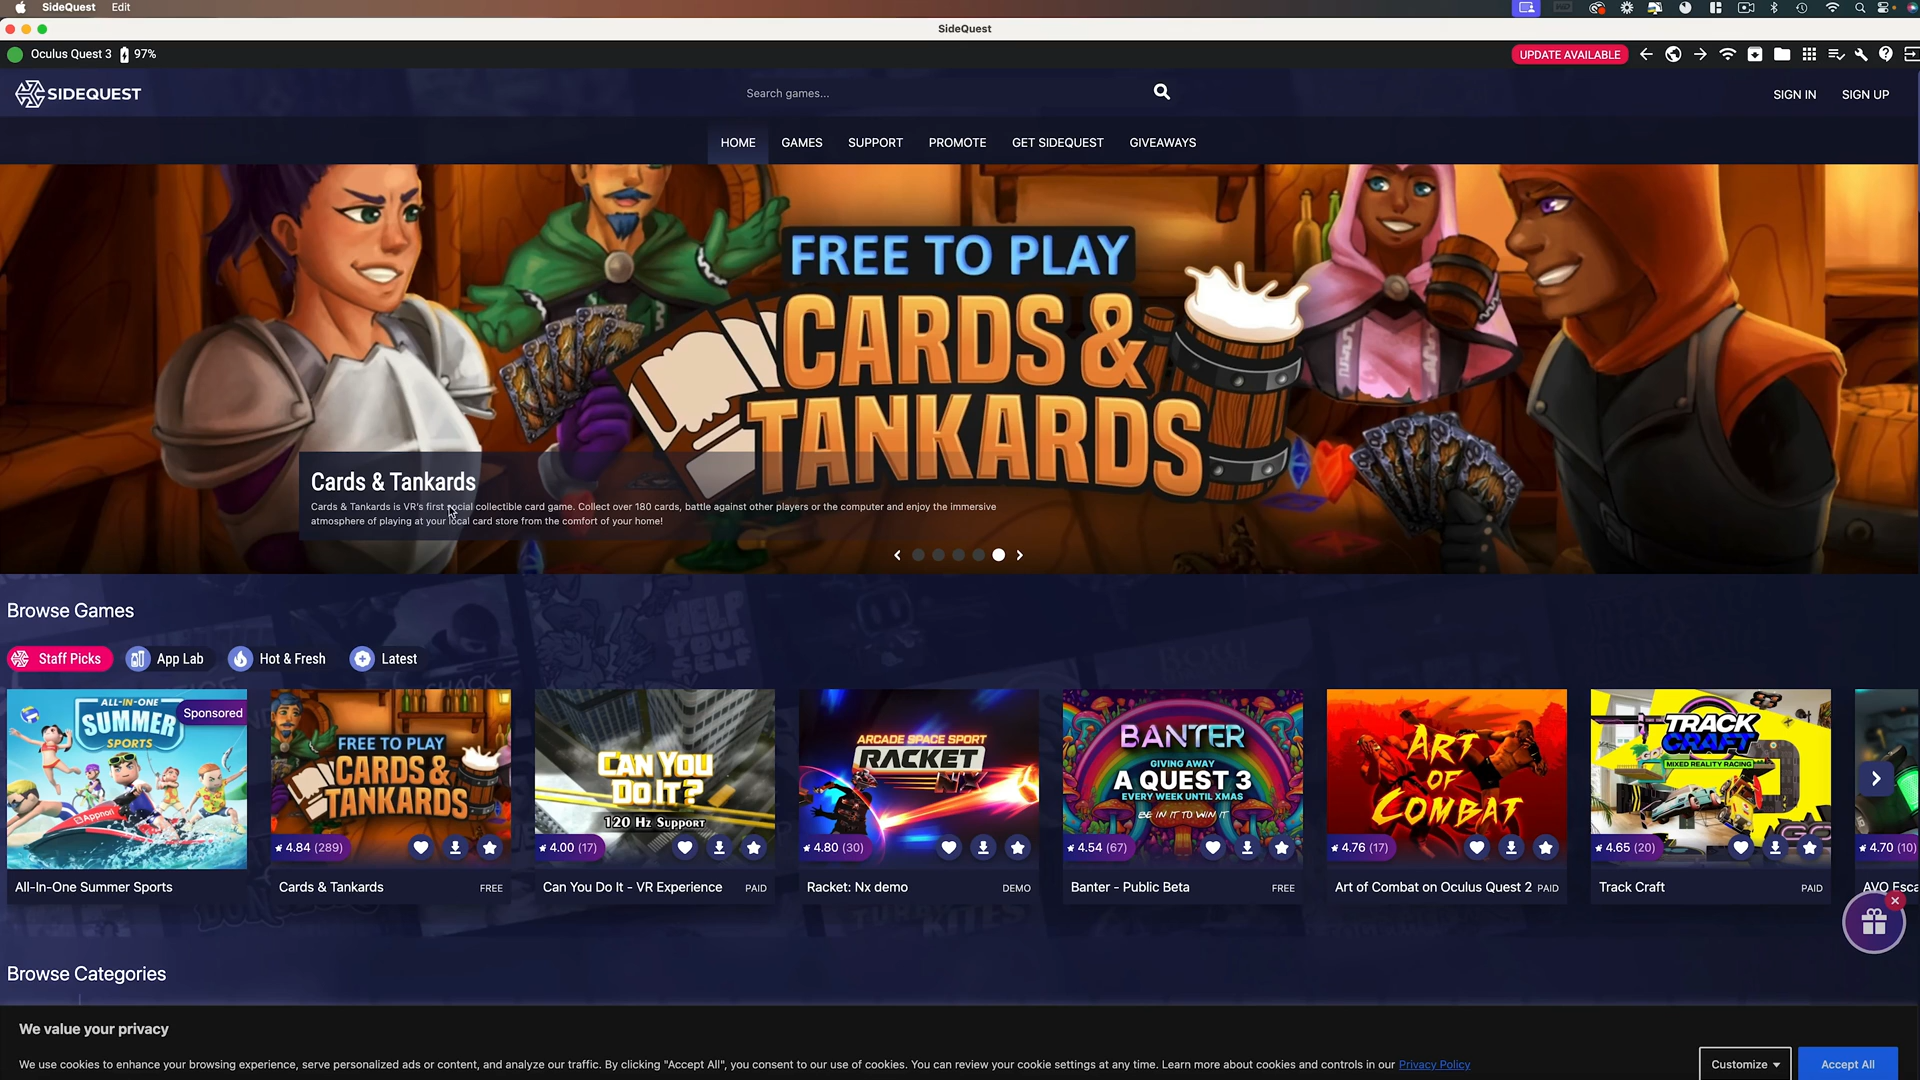 SideQuest Edit
SideQuest
Oculus Quest 3 97%
UPDATE AVAILABLE
SIDEQUEST
Search games...
SIGN IN SIGN UP
HOME GAMES SUPPORT PROMOTE GET SIDEQUEST GIVEAWAYS
FREE TO PLAY
CARDS &
TANKARDS
Cards & Tankards
Cards & Tankards is VR's first social collectible card game. Collect over 180 cards, battle against other players or the computer and enjoy the immersive
atmosphere of playing at your local card store from the comfort of your home!
Browse Games
Staff Picks App Lab Hot & Fresh Latest
ALL-IN-ONE
SUMMER
SPORTS
Sponsored
Appnori
All-In-One Summer Sports
FREE TO PLAY
CARDS &
TANKARDS
4.84 (289)
Cards & Tankards FREE
CAN YOU
DO IT?
120 Hz SUPPORT
4.00 (17)
Can You Do It - VR Experience PAID
ARCADE SPACE SPORT
RACKET
NX
4.80 (30)
Racket: Nx demo DEMO
BANTER
GIVING AWAY
A QUEST 3
EVERY WEEK UNTIL XMAS
BE IN IT TO WIN IT
4.54 (67)
Banter - Public Beta FREE
ART
OF
COMBAT
4.76 (17)
Art of Combat on Oculus Quest 2 PAID
TRACK
CRAFT
MIXED REALITY RACING
GO
4.65 (20)
Track Craft PAID
4.70 (10)
AVO Esca
Browse Categories
We value your privacy
We use cookies to enhance your browsing experience, serve personalized ads or content, and analyze our traffic. By clicking "Accept All", you consent to our use of cookies. You can review your cookie settings at any time. Learn more about cookies and controls in our Privacy Policy
Customize Accept All